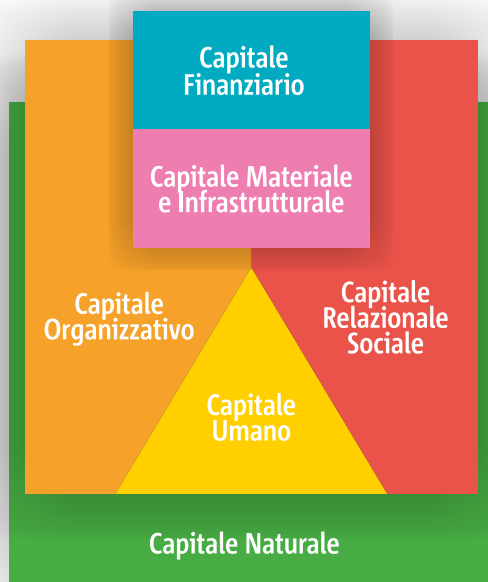 Capitale
Finanziario
Capitale Materiale
e Infrastrutturale
Capitale
Organizzativo
Capitale
Relazionale
Sociale
Capitale
Umano
Capitale Naturale